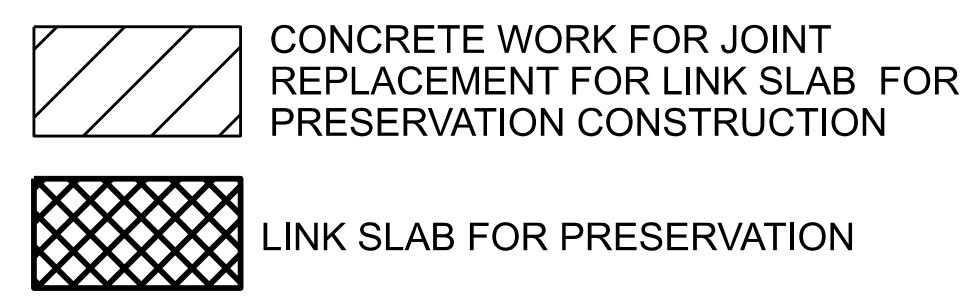 CONCRETE WORK FOR JOINT
REPLACEMENT FOR LINK SLAB  FOR
PRESERVATION CONSTRUCTION
LINK SLAB FOR PRESERVATION